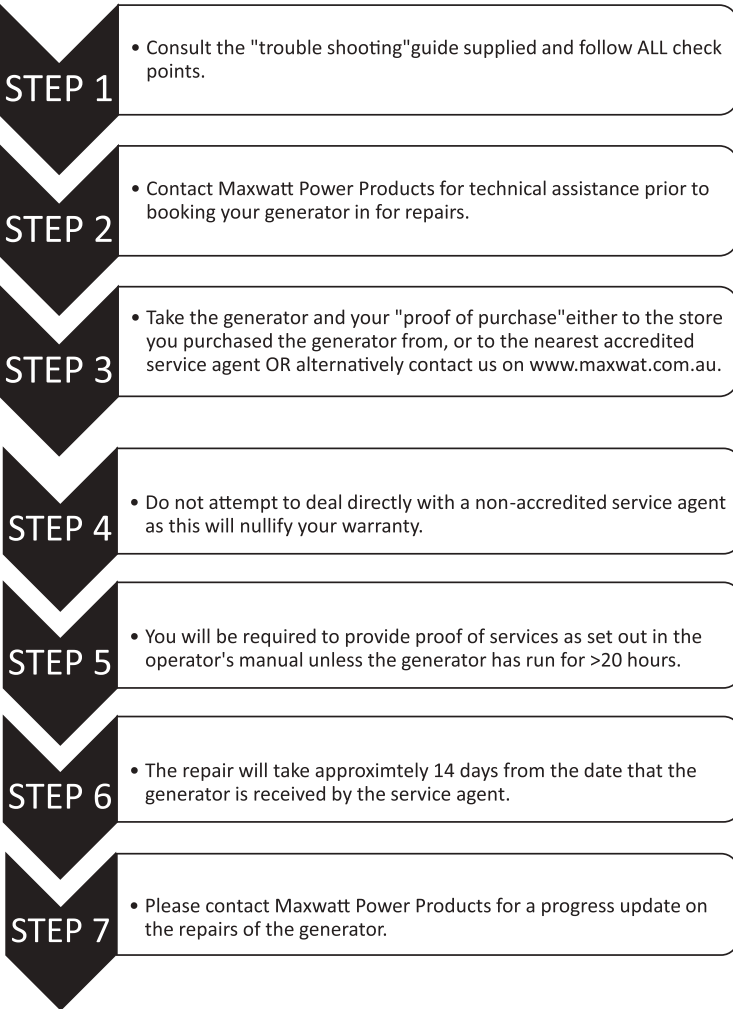 STEP 1
• Consult the "trouble shooting"guide supplied and follow ALL check
points.
STEP 2
• Contact Maxwatt Power Products for technical assistance prior to
booking your generator in for repairs.
STEP 3
• Take the generator and your "proof of purchase"either to the store
you purchased the generator from, or to the nearest accredited
service agent OR alternatively contact us on www.maxwat.com.au.
STEP 4
• Do not attempt to deal directly with a non-accredited service agent
as this will nullify your warranty.
STEP 5
• You will be required to provide proof of services as set out in the
operator's manual unless the generator has run for >20 hours.
STEP 6
• The repair will take approximtely 14 days from the date that the
generator is received by the service agent.
STEP 7
• Please contact Maxwatt Power Products for a progress update on
the repairs of the generator.